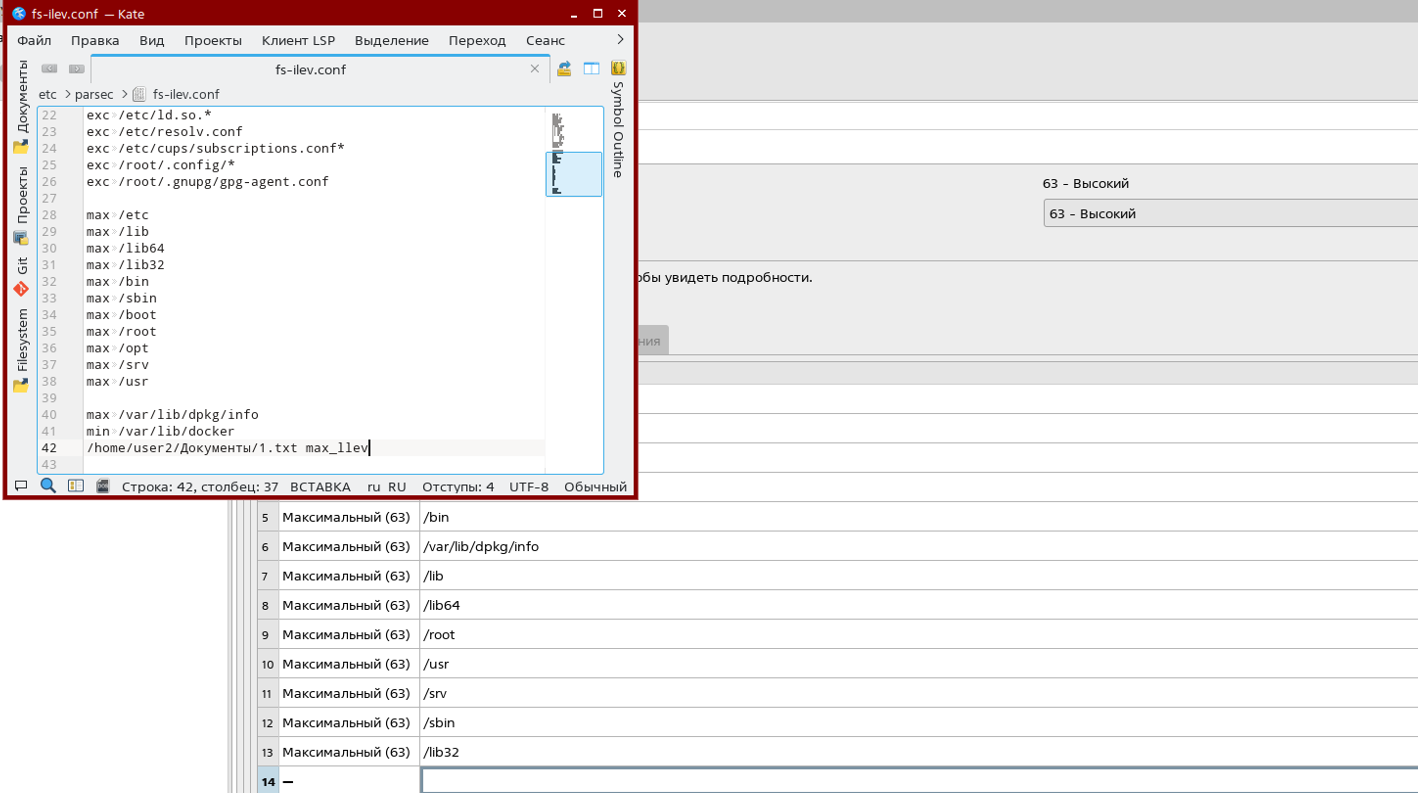 fs-ilev.conf — Kate
Файл Правка Вид Проекты Клиент LSP Выделение Переход Сеанс
fs-ilev.conf
etc parsec fs-ilev.conf
Документы
Проекты
Git
Filesystem
Symbol Outline
22 exc»/etc/ld.so.*
23 exc»/etc/resolv.conf
24 exc»/etc/cups/subscriptions.conf*
25 exc»/root/.config/*
26 exc»/root/.gnupg/gpg-agent.conf
27
28 max»/etc
29 max»/lib
30 max»/lib64
31 max»/lib32
32 max»/bin
33 max»/sbin
34 max»/boot
35 max»/root
36 max»/opt
37 max»/srv
38 max»/usr
39
40 max»/var/lib/dpkg/info
41 min»/var/lib/docker
42 /home/user2/Документы/1.txt max_llev
43
Строка: 42, столбец: 37 ВСТАВКА ru RU Отступы: 4 UTF-8 Обычный
63 - Высокий
63 - Высокий
обы увидеть подробности.
ния
5 Максимальный (63) /bin
6 Максимальный (63) /var/lib/dpkg/info
7 Максимальный (63) /lib
8 Максимальный (63) /lib64
9 Максимальный (63) /root
10 Максимальный (63) /usr
11 Максимальный (63) /srv
12 Максимальный (63) /sbin
13 Максимальный (63) /lib32
14 —